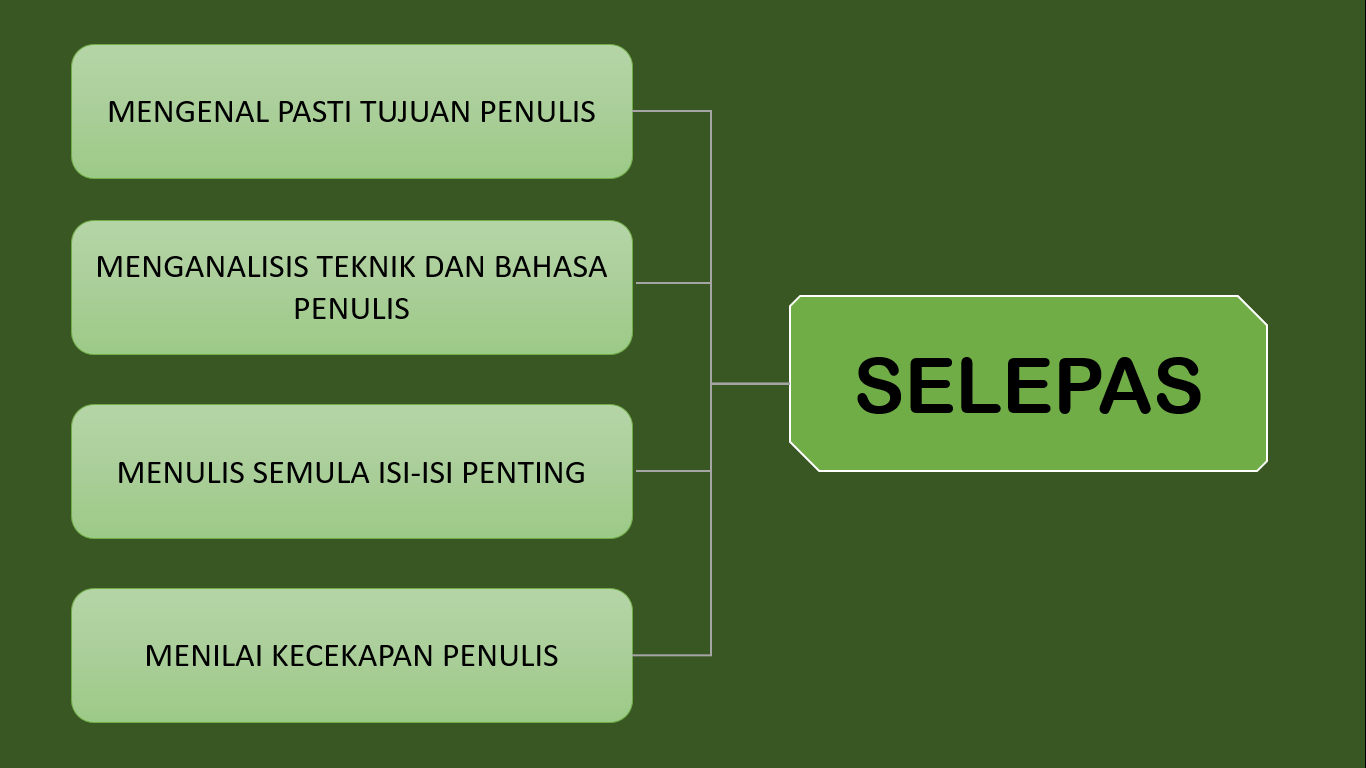 MENGENAL PASTI TUJUAN PENULIS
MENGANALISIS TEKNIK DAN BAHASA
PENULIS
MENULIS SEMULA ISI-ISI PENTING
MENILAI KECEKAPAN PENULIS
SELEPAS